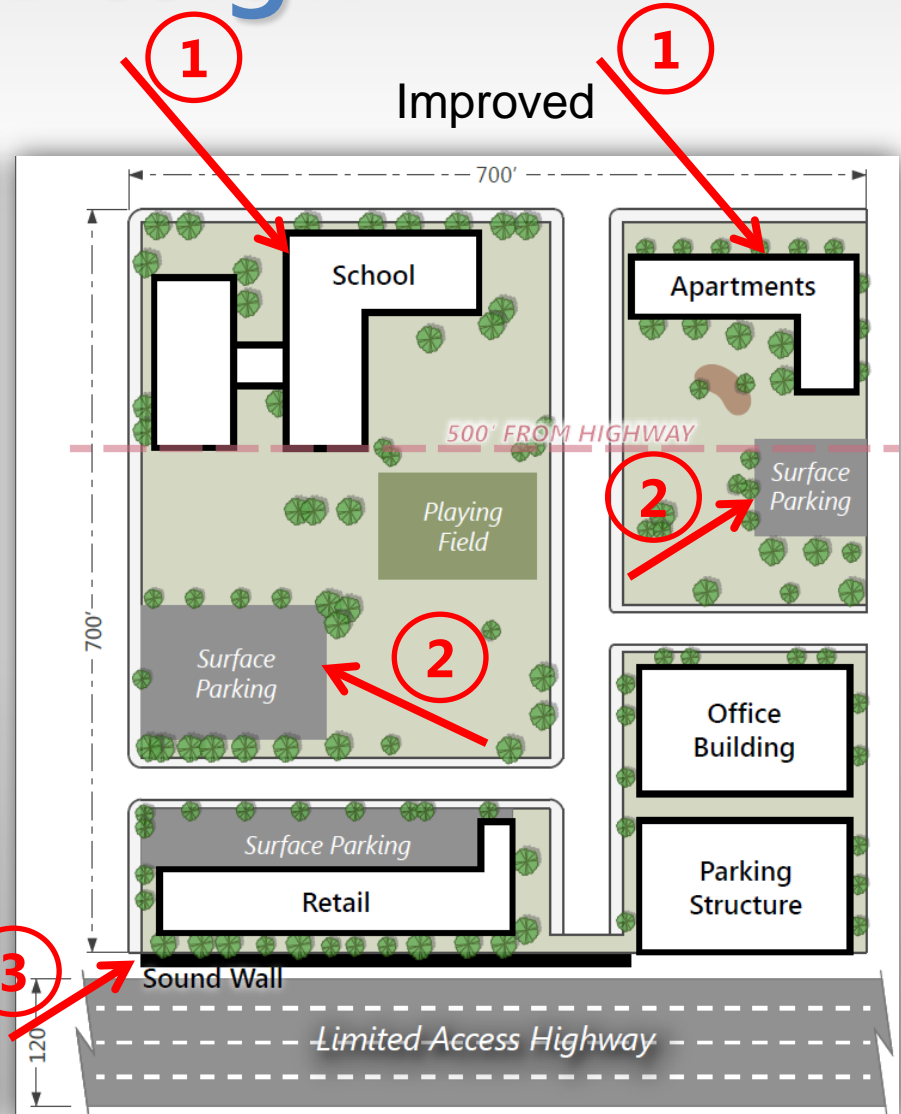 g
1
1
Improved
700'
School
Apartments
500' FROM HIGHWAY
2
Surface
Parking
Playing
Field
700'
2
Surface
Parking
Office
Building
Surface Parking
Retail
Parking
Structure
3
Sound Wall
120'
Limited Access Highway